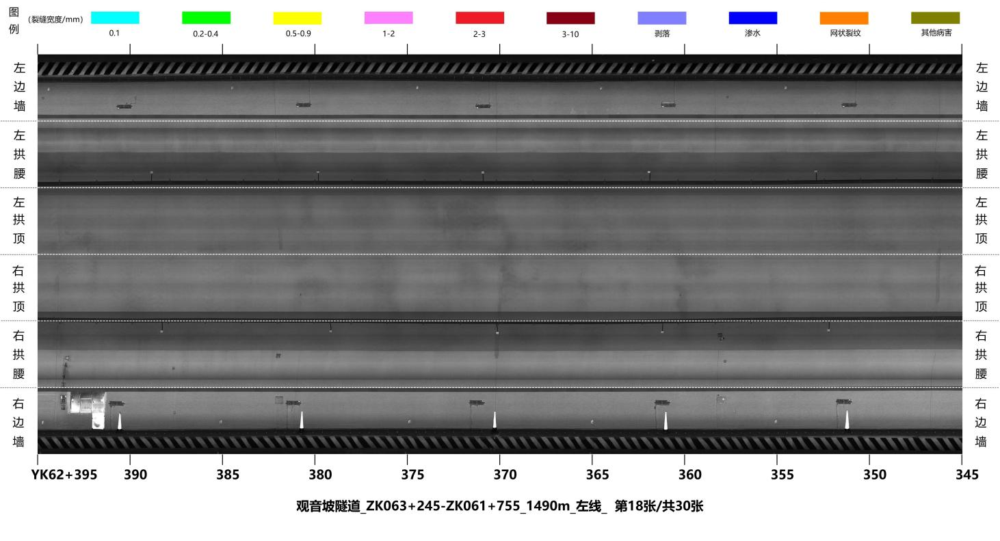 图例 (裂缝宽度/mm)
0.1 0.2-0.4 0.5-0.9 1-2 2-3 3-10 剥落 渗水 网状裂纹 其他病害
左边墙 左边墙
左拱腰 左拱腰
左拱顶 左拱顶
右拱顶 右拱顶
右拱腰 右拱腰
右边墙 右边墙
YK62+395 390 385 380 375 370 365 360 355 350 345
观音坡隧道_ZK063+245-ZK061+755_1490m_左线_ 第18张/共30张